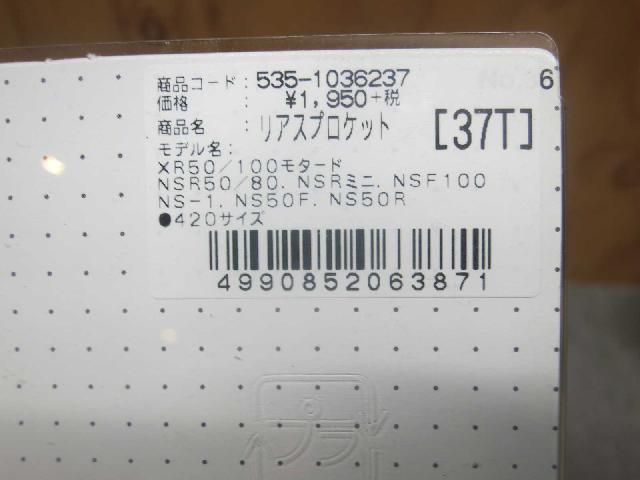 商品コード : 535-1036237
6
価格 : ¥1,950+税
商品名 : リアスプロケット [37T]
モデル名 :
XR50/100モタード
NSR50/80. NSRミニ. NSF100
NS-1. NS50F. NS50R
●420サイズ
4990852063871
プラ